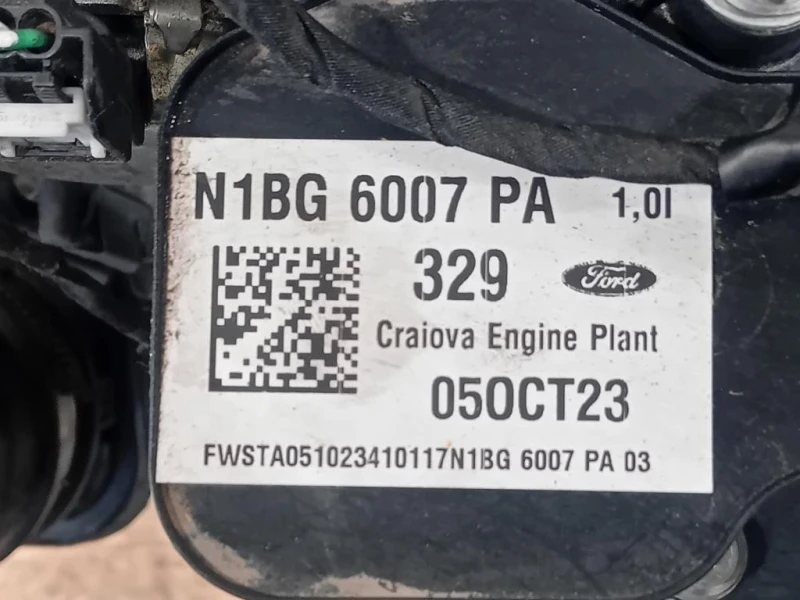 N1BG 6007 PA 1,0l
329 Ford
Craiova Engine Plant
05OCT23
FWSTA051023410117N1BG 6007 PA 03